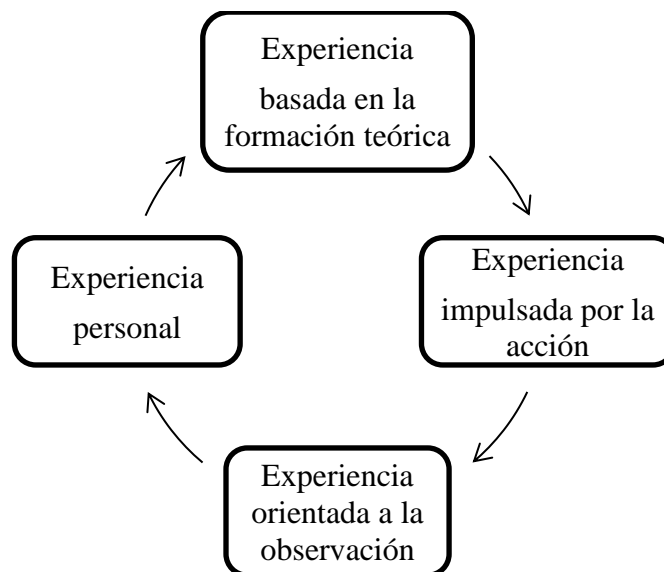 Experiencia
basada en la
formación teórica
Experiencia
impulsada por la
acción
Experiencia
orientada a la
observación
Experiencia
personal